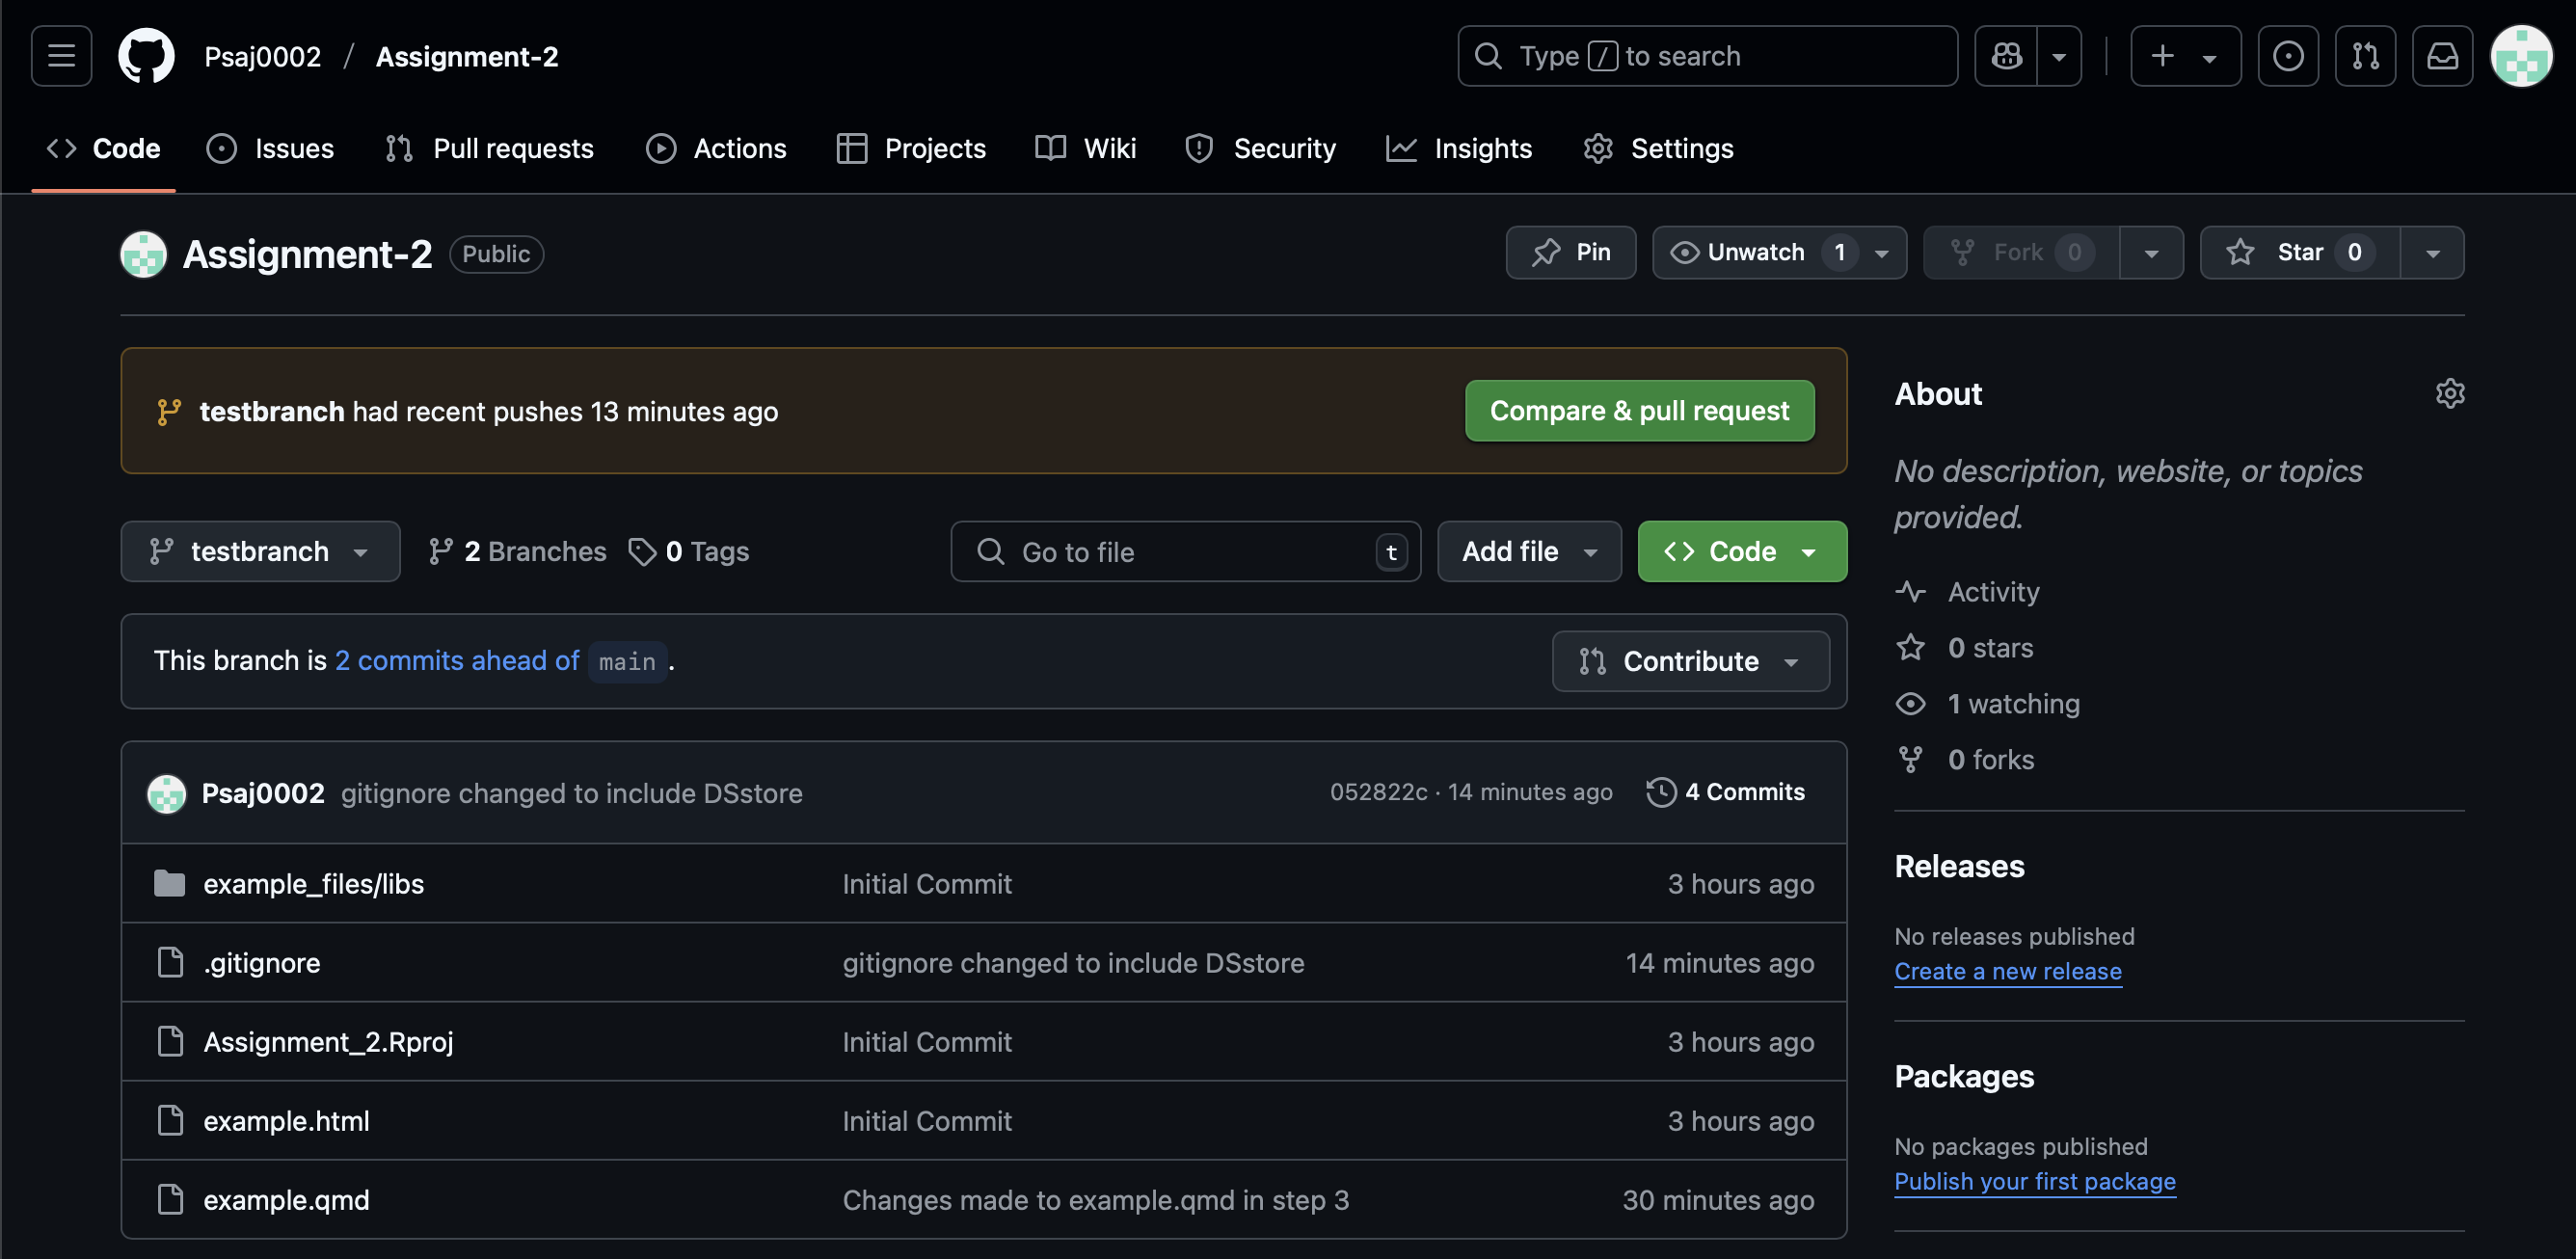 Psaj0002 / Assignment-2
Type / to search
Code Issues Pull requests Actions Projects Wiki Security Insights Settings
Assignment-2 Public
Pin Unwatch 1 Fork 0 Star 0
testbranch had recent pushes 13 minutes ago
Compare & pull request
testbranch 2 Branches 0 Tags
Go to file t
Add file Code
This branch is 2 commits ahead of main .
Contribute
Psaj0002 gitignore changed to include DSstore 052822c · 14 minutes ago 4 Commits
example_files/libs Initial Commit 3 hours ago
.gitignore gitignore changed to include DSstore 14 minutes ago
Assignment_2.Rproj Initial Commit 3 hours ago
example.html Initial Commit 3 hours ago
example.qmd Changes made to example.qmd in step 3 30 minutes ago
About
No description, website, or topics
provided.
Activity
0 stars
1 watching
0 forks
Releases
No releases published
Create a new release
Packages
No packages published
Publish your first package